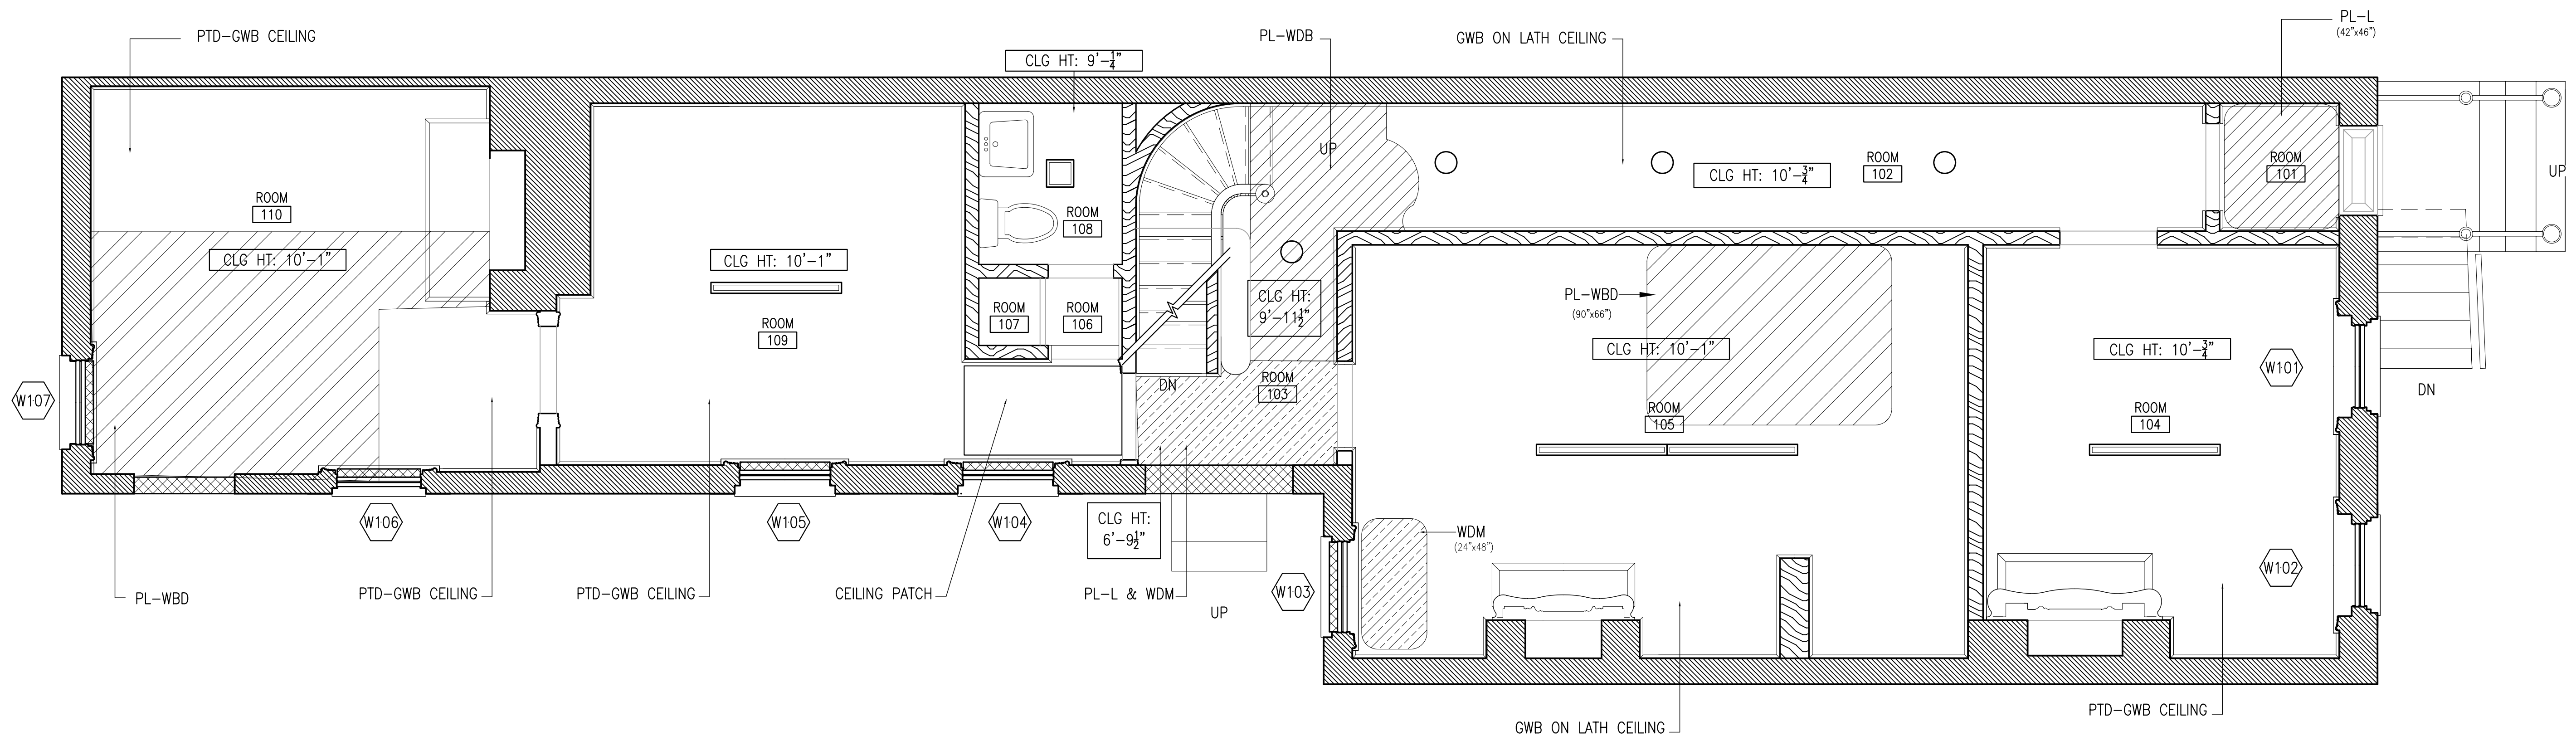 PTD-GWB CEILING
CLG HT: 9'-1/4"
PL-WDB
GWB ON LATH CEILING
PL-L
(42"x46")
UP
UP
CLG HT: 10'-3/4"
ROOM
102
ROOM
101
ROOM
110
ROOM
108
CLG HT: 10'-1"
CLG HT: 10'-1"
ROOM
107
ROOM
106
CLG HT:
9'-11 1/2"
PL-WBD
(90"x66")
ROOM
109
CLG HT: 10'-1"
CLG HT: 10'-3/4"
W101
W107
DN
ROOM
103
DN
ROOM
105
ROOM
104
W106
W105
W104
CLG HT:
6'-9 1/2"
WDM
(24"x48")
W103
W102
PL-WBD
PTD-GWB CEILING
PTD-GWB CEILING
CEILING PATCH
PL-L & WDM
UP
GWB ON LATH CEILING
PTD-GWB CEILING